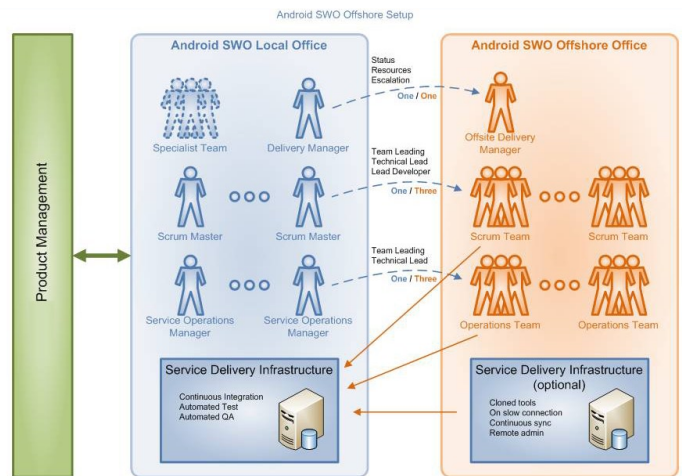 Android SWO Offshore Setup
Product Management
Android SWO Local Office
Specialist Team
Delivery Manager
Scrum Master
Scrum Master
Service Operations
Manager
Service Operations
Manager
Service Delivery Infrastructure
Continuous Integration
Automated Test
Automated QA
Status
Resources
Escalation
One / One
Team Leading
Technical Lead
Lead Developer
One / Three
Team Leading
Technical Lead
One / Three
Android SWO Offshore Office
Offsite Delivery
Manager
Scrum Team
Scrum Team
Operations Team
Operations Team
Service Delivery Infrastructure
(optional)
Cloned tools
On slow connection
Continuous sync
Remote admin